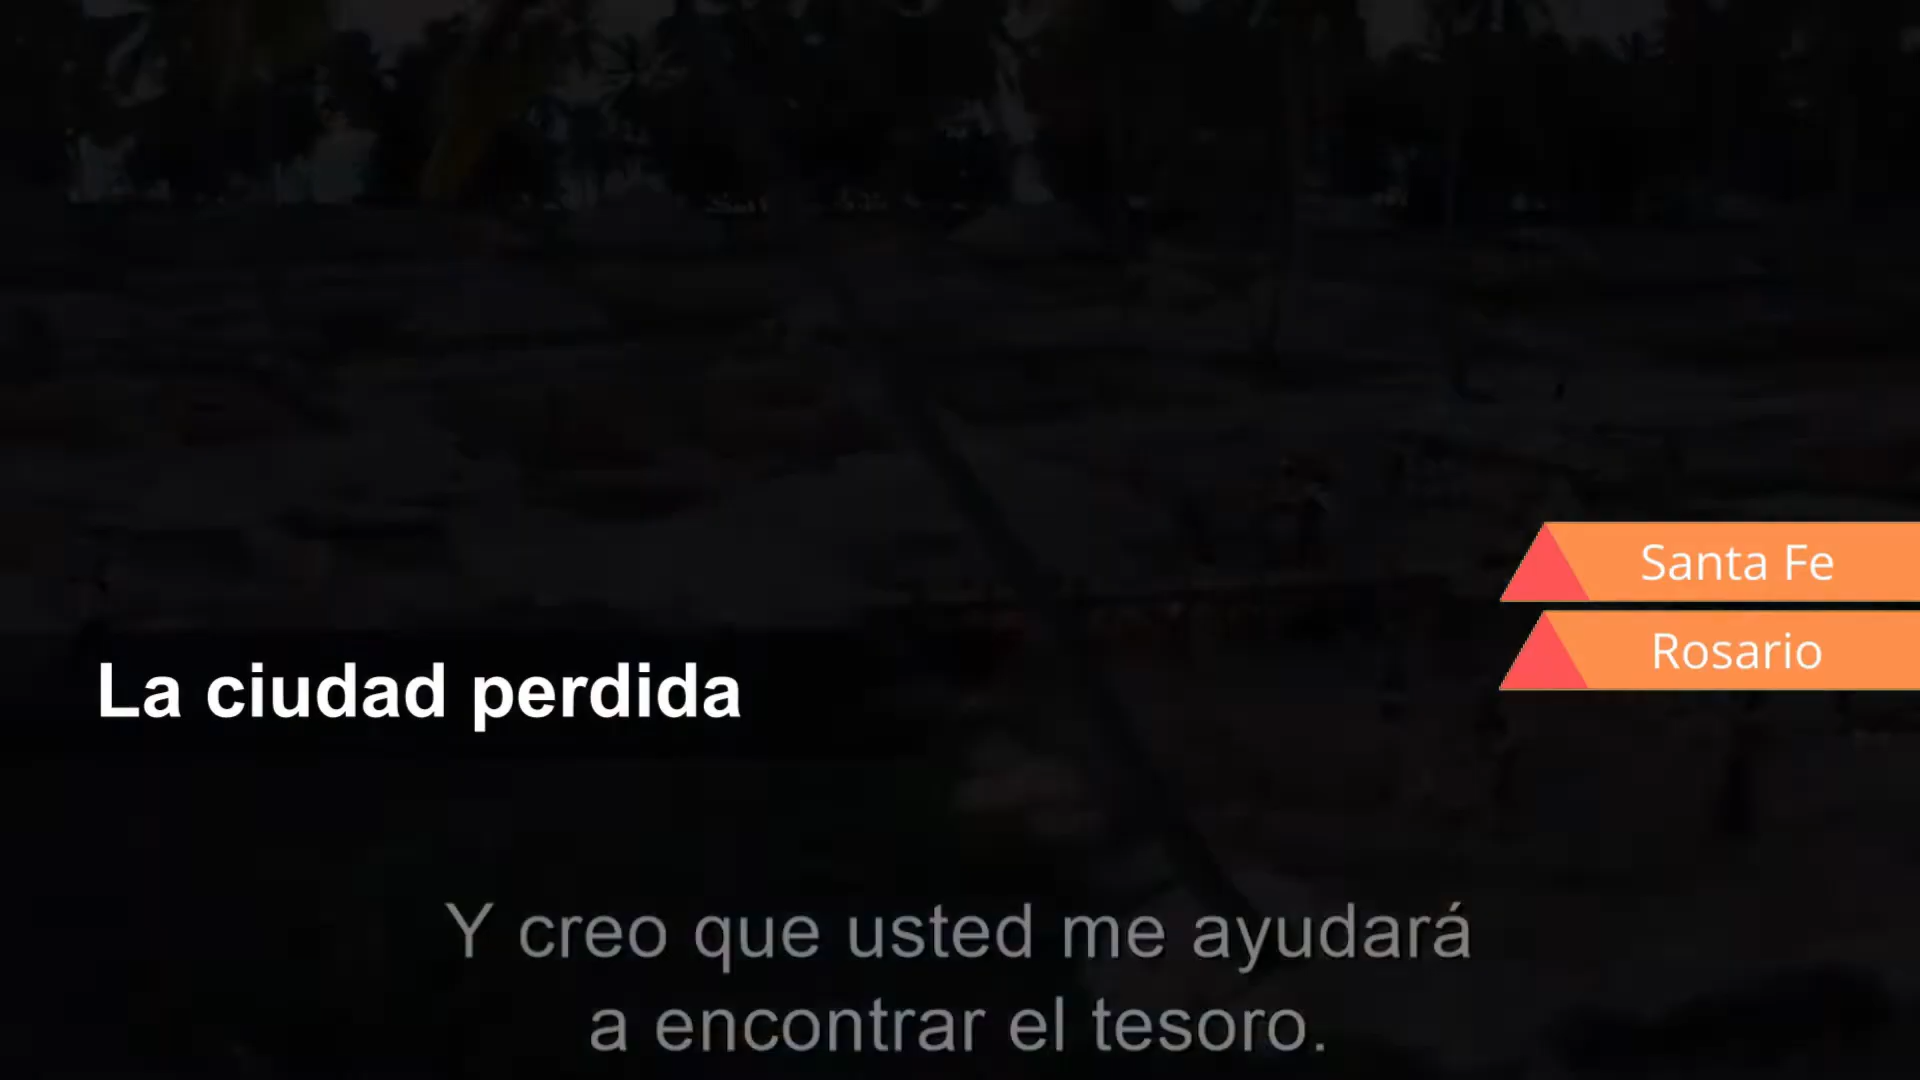 Santa Fe
Rosario
La ciudad perdida
Y creo que usted me ayudará
a encontrar el tesoro.